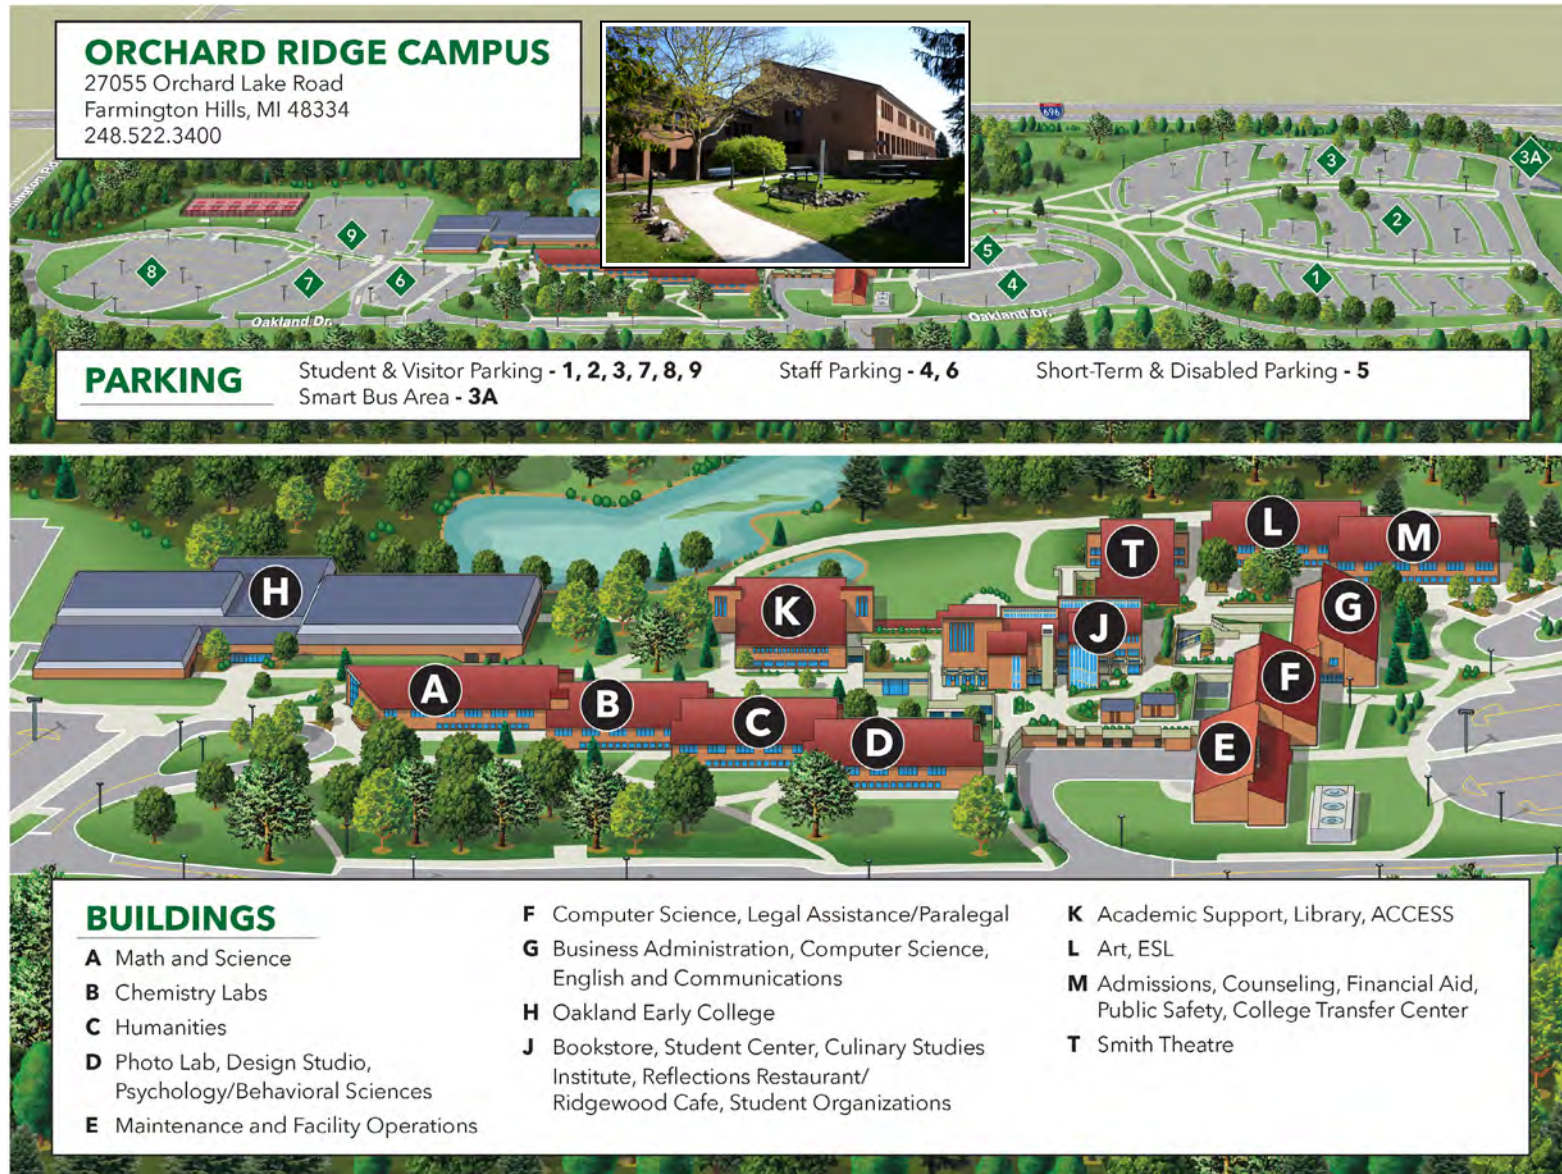 ORCHARD RIDGE CAMPUS
27055 Orchard Lake Road
Farmington Hills, MI 48334
248.522.3400
696
3
3A
2
9
5
8
7
6
4
1
Oakland Dr.
Oakland Dr.
PARKING
Student & Visitor Parking - 1, 2, 3, 7, 8, 9
Staff Parking - 4, 6
Short-Term & Disabled Parking - 5
Smart Bus Area - 3A
L
M
T
H
K
G
J
F
A
B
C
D
E
BUILDINGS
A Math and Science
B Chemistry Labs
C Humanities
D Photo Lab, Design Studio,
Psychology/Behavioral Sciences
E Maintenance and Facility Operations
F Computer Science, Legal Assistance/Paralegal
G Business Administration, Computer Science,
English and Communications
H Oakland Early College
J Bookstore, Student Center, Culinary Studies
Institute, Reflections Restaurant/
Ridgewood Cafe, Student Organizations
K Academic Support, Library, ACCESS
L Art, ESL
M Admissions, Counseling, Financial Aid,
Public Safety, College Transfer Center
T Smith Theatre